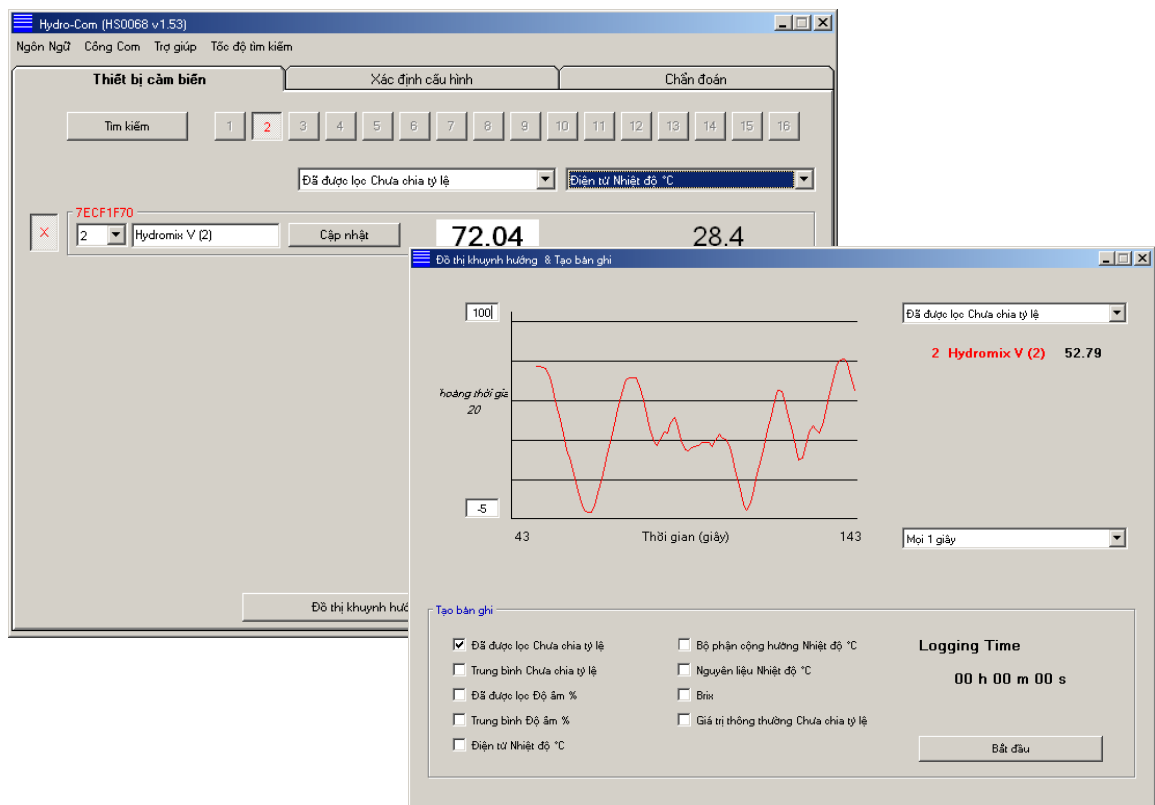 Hydro-Com (HS0068 v1.53)
Ngôn Ngữ Công Com Trợ giúp Tốc độ tìm kiếm
Thiết bị cảm biến Xác định cấu hình Chẩn đoán
Tìm kiếm 1 2 3 4 5 6 7 8 9 10 11 12 13 14 15 16
Đã được lọc Chưa chia tỷ lệ Điện tử Nhiệt độ °C
7ECF1F70
X 2 Hydromix V (2) Cập nhật 72.04 28.4
Đồ thị khuynh hướ
Đồ thị khuynh hướng & Tạo bản ghi
100 Đã được lọc Chưa chia tỷ lệ
2 Hydromix V (2) 52.79
hoảng thời gia
20
-5
43 Thời gian (giây) 143 Mọi 1 giây
Tạo bản ghi
Đã được lọc Chưa chia tỷ lệ Bộ phận cộng hưởng Nhiệt độ °C Logging Time
Trung bình Chưa chia tỷ lệ Nguyên liệu Nhiệt độ °C 00 h 00 m 00 s
Đã được lọc Độ ẩm % Brix
Trung bình Độ ẩm % Giá trị thông thường Chưa chia tỷ lệ
Điện tử Nhiệt độ °C Bắt đầu